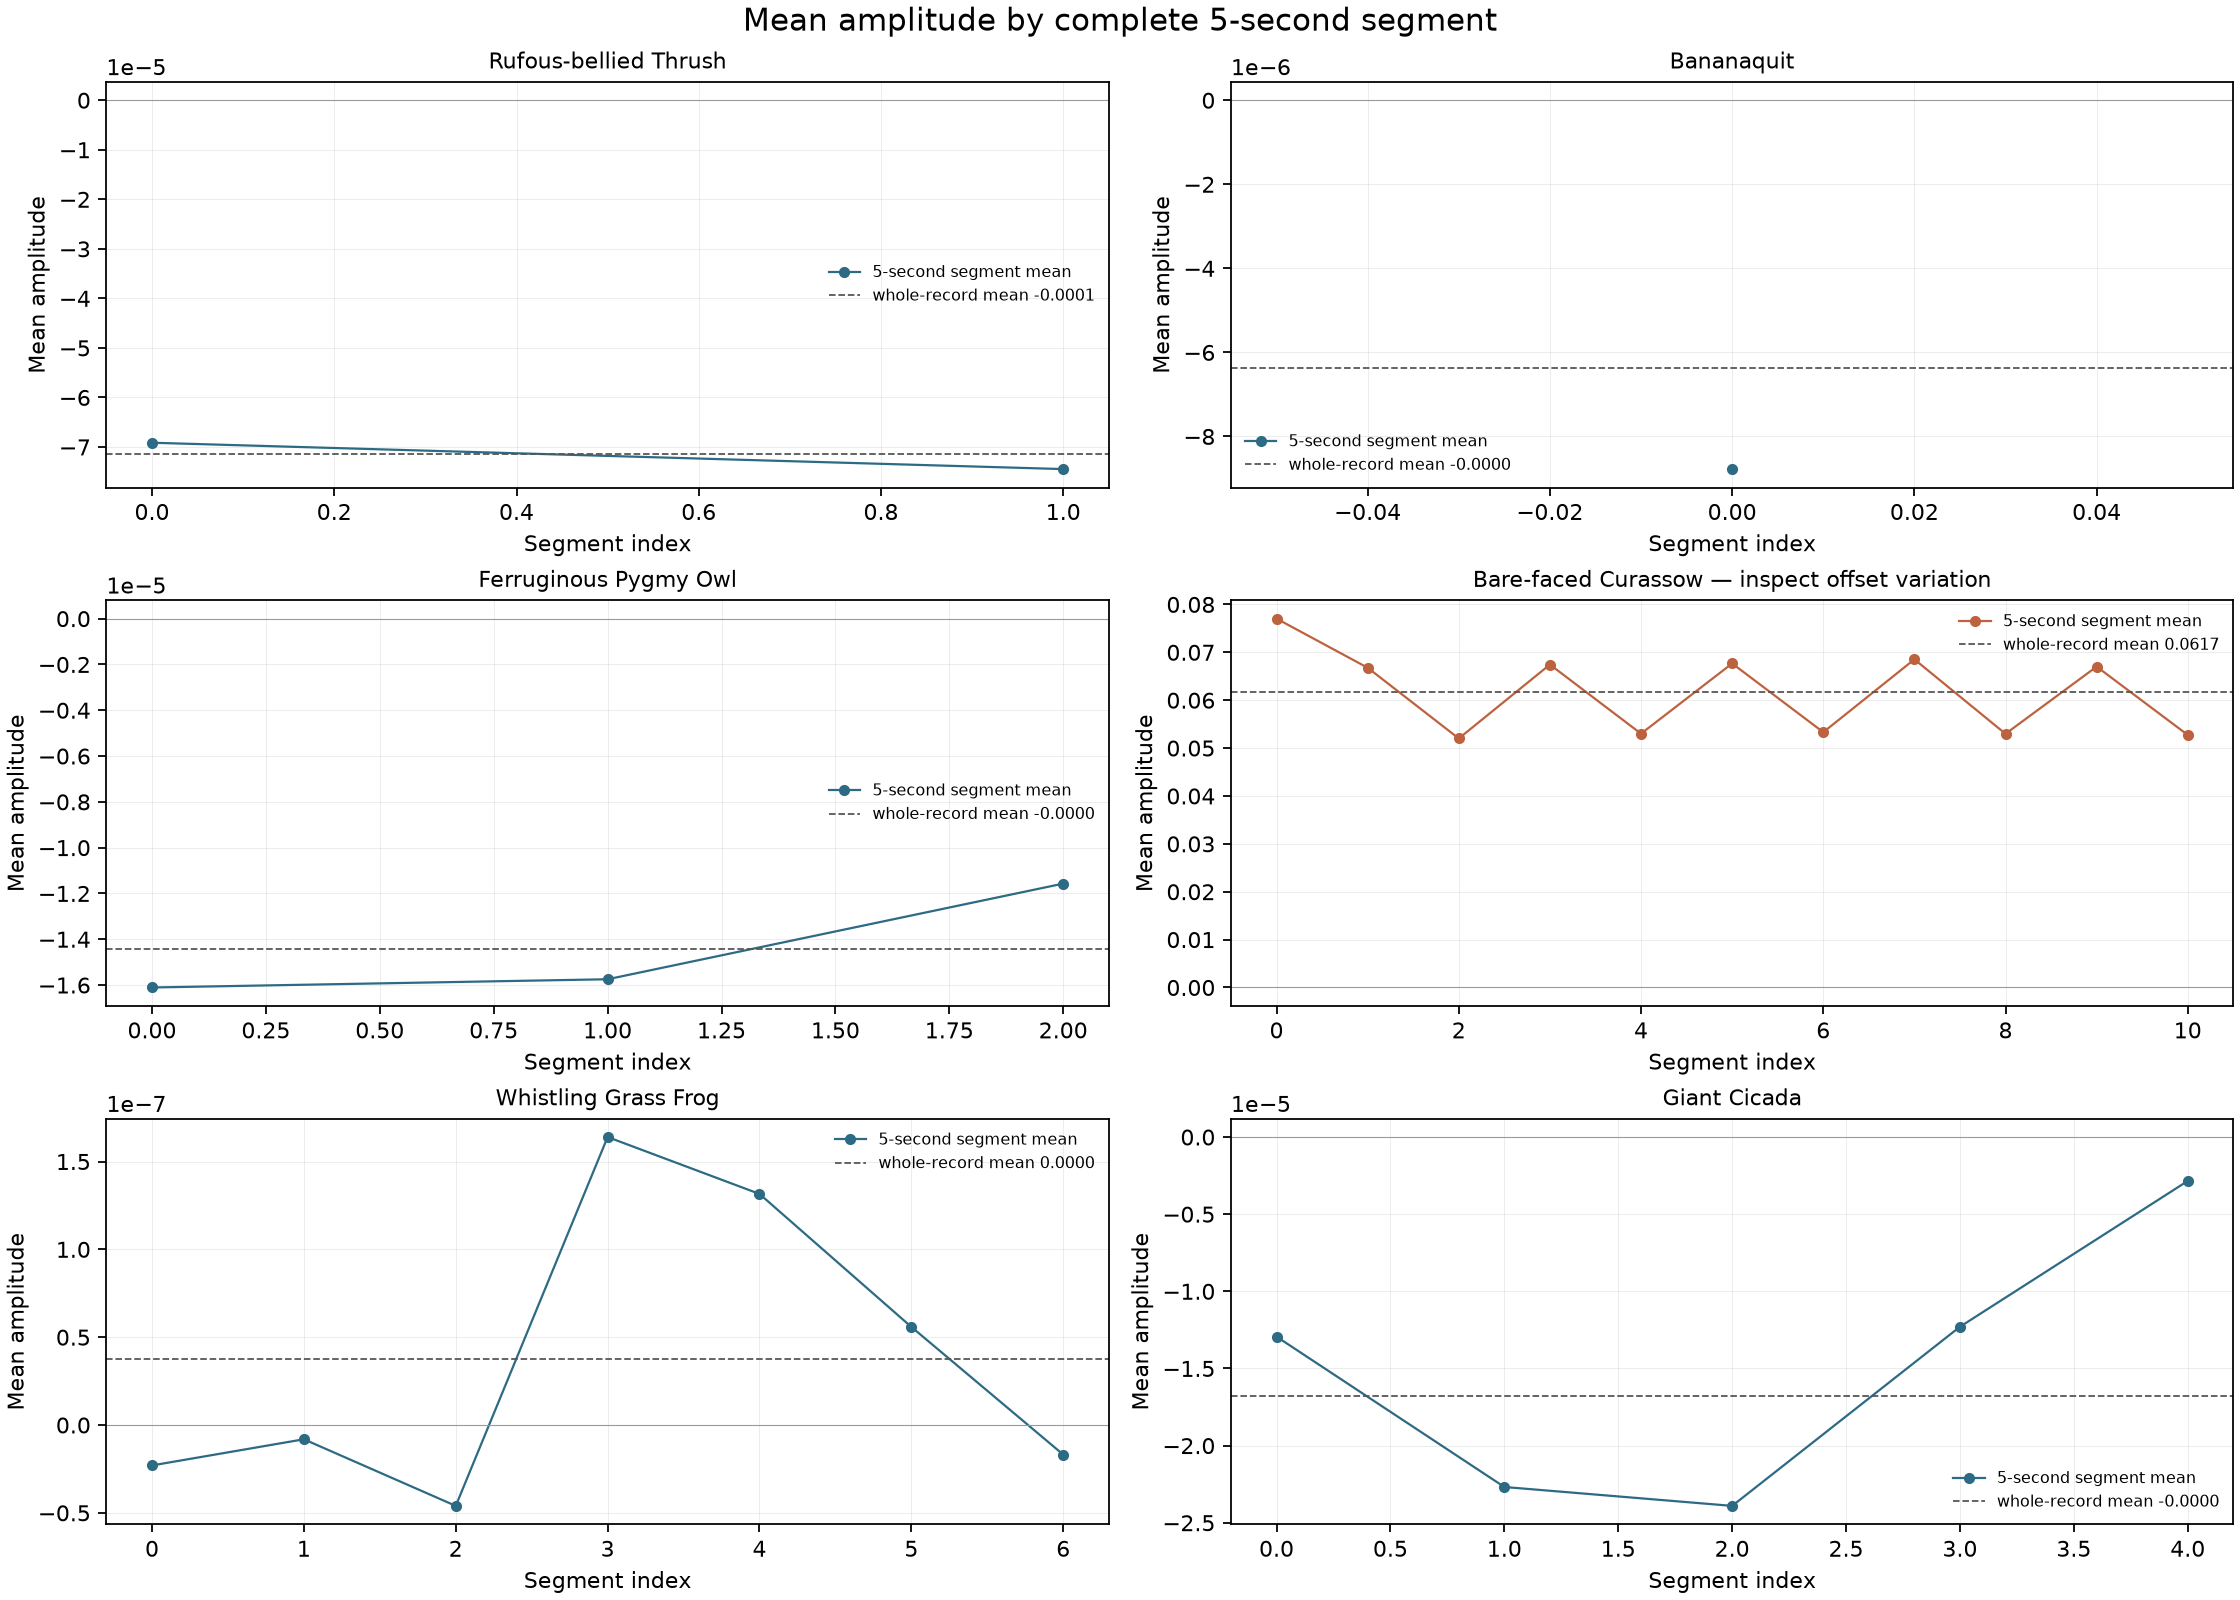 Mean amplitude by complete 5-second segment
Rufous-bellied Thrush
1e−5
0
−1
−2
−3
−4
−5
−6
−7
Mean amplitude
5-second segment mean
whole-record mean -0.0001
0.0 0.2 0.4 0.6 0.8 1.0
Segment index
Bananaquit
1e−6
0
−2
−4
−6
−8
Mean amplitude
5-second segment mean
whole-record mean -0.0000
−0.04 −0.02 0.00 0.02 0.04
Segment index
Ferruginous Pygmy Owl
1e−5
0.0
−0.2
−0.4
−0.6
−0.8
−1.0
−1.2
−1.4
−1.6
Mean amplitude
5-second segment mean
whole-record mean -0.0000
0.00 0.25 0.50 0.75 1.00 1.25 1.50 1.75 2.00
Segment index
Bare-faced Curassow — inspect offset variation
0.08
0.07
0.06
0.05
0.04
0.03
0.02
0.01
0.00
Mean amplitude
5-second segment mean
whole-record mean 0.0617
0 2 4 6 8 10
Segment index
Whistling Grass Frog
1e−7
1.5
1.0
0.5
0.0
−0.5
Mean amplitude
5-second segment mean
whole-record mean 0.0000
0 1 2 3 4 5 6
Segment index
Giant Cicada
1e−5
0.0
−0.5
−1.0
−1.5
−2.0
−2.5
Mean amplitude
5-second segment mean
whole-record mean -0.0000
0.0 0.5 1.0 1.5 2.0 2.5 3.0 3.5 4.0
Segment index